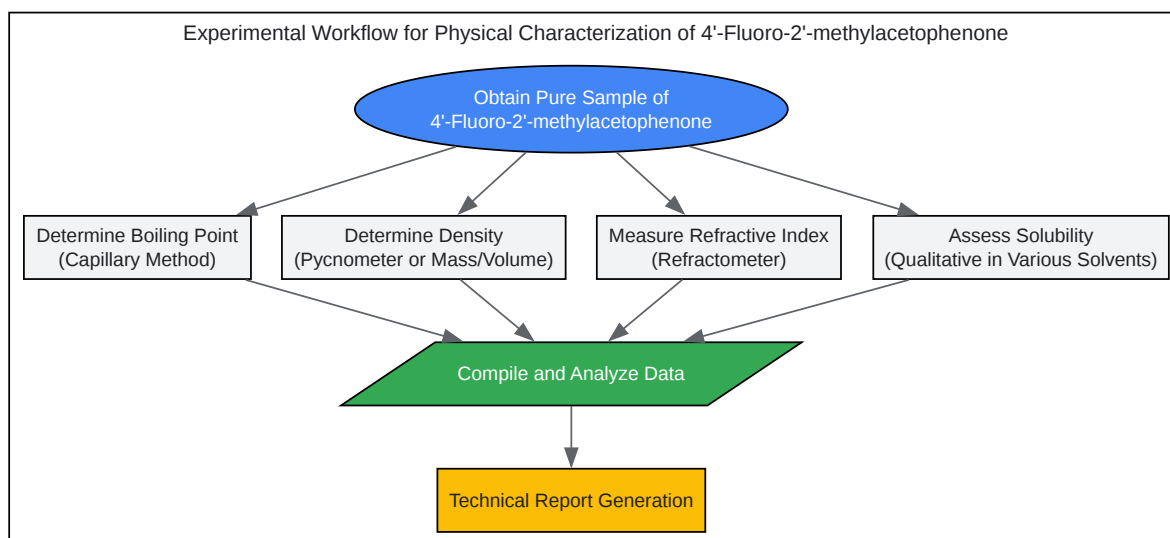 Experimental Workflow for Physical Characterization of 4'-Fluoro-2'-methylacetophenone
Obtain Pure Sample of
4'-Fluoro-2'-methylacetophenone
Determine Boiling Point
(Capillary Method)
Determine Density
(Pycnometer or Mass/Volume)
Measure Refractive Index
(Refractometer)
Assess Solubility
(Qualitative in Various Solvents)
Compile and Analyze Data
Technical Report Generation